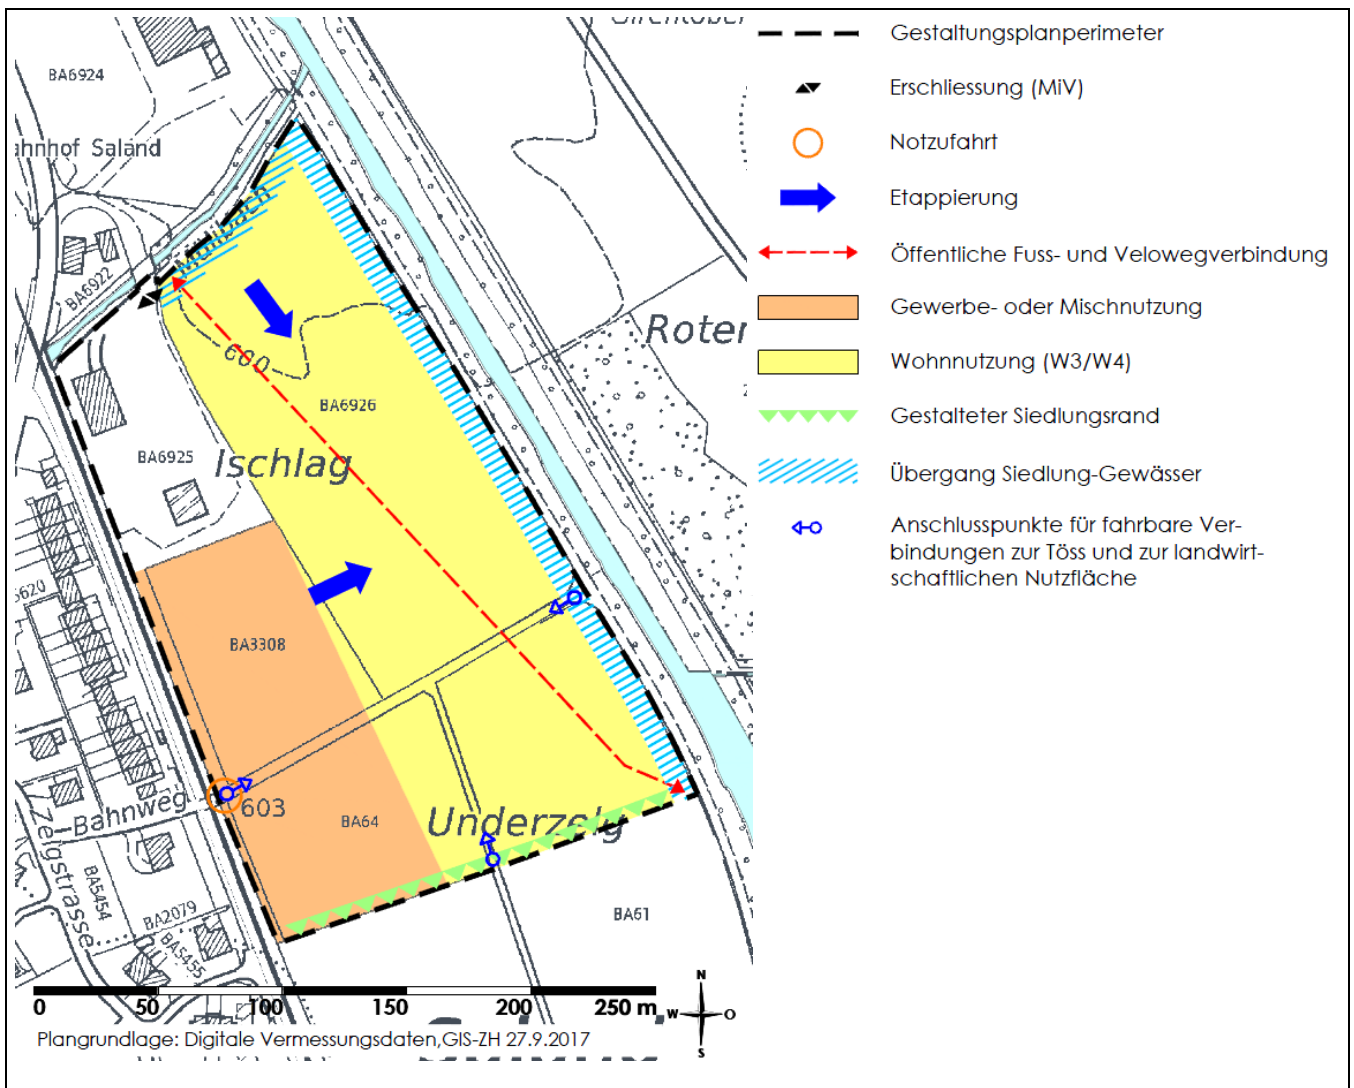 BA6924
ahnhof Saland
BA6922
660
BA6926
Roten
BA6925
Ischlag
BA3308
603
Bahnweg
BA64
Underzelg
Zelgstrasse
BA5454
BA2079
BA5455
BA61
Gestaltungsplanperimeter
Erschliessung (MiV)
Notzufahrt
Etappierung
Öffentliche Fuss- und Velowegverbindung
Gewerbe- oder Mischnutzung
Wohnnutzung (W3/W4)
Gestalteter Siedlungsrand
Übergang Siedlung-Gewässer
Anschlusspunkte für fahrbare Ver-
bindungen zur Töss und zur landwirt-
schaftlichen Nutzfläche
0 50 100 150 200 250 m
N
W O
S
Plangrundlage: Digitale Vermessungsdaten,GIS-ZH 27.9.2017